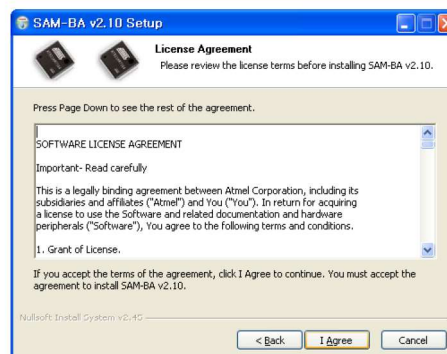 SAM-BA v2.10 Setup
License Agreement
Please review the license terms before installing SAM-BA v2.10.
Press Page Down to see the rest of the agreement.
SOFTWARE LICENSE AGREEMENT
Important- Read carefully
This is a legally binding agreement between Atmel Corporation, including its
subsidiaries and affiliates ("Atmel") and You ("You"). In return for acquiring
a license to use the Software and related documentation and hardware
peripherals ("Software"), You agree to the following terms and conditions.
1. Grant of License.
If you accept the terms of the agreement, click I Agree to continue. You must accept the
agreement to install SAM-BA v2.10.
Nullsoft Install System v2.45
< Back I Agree Cancel